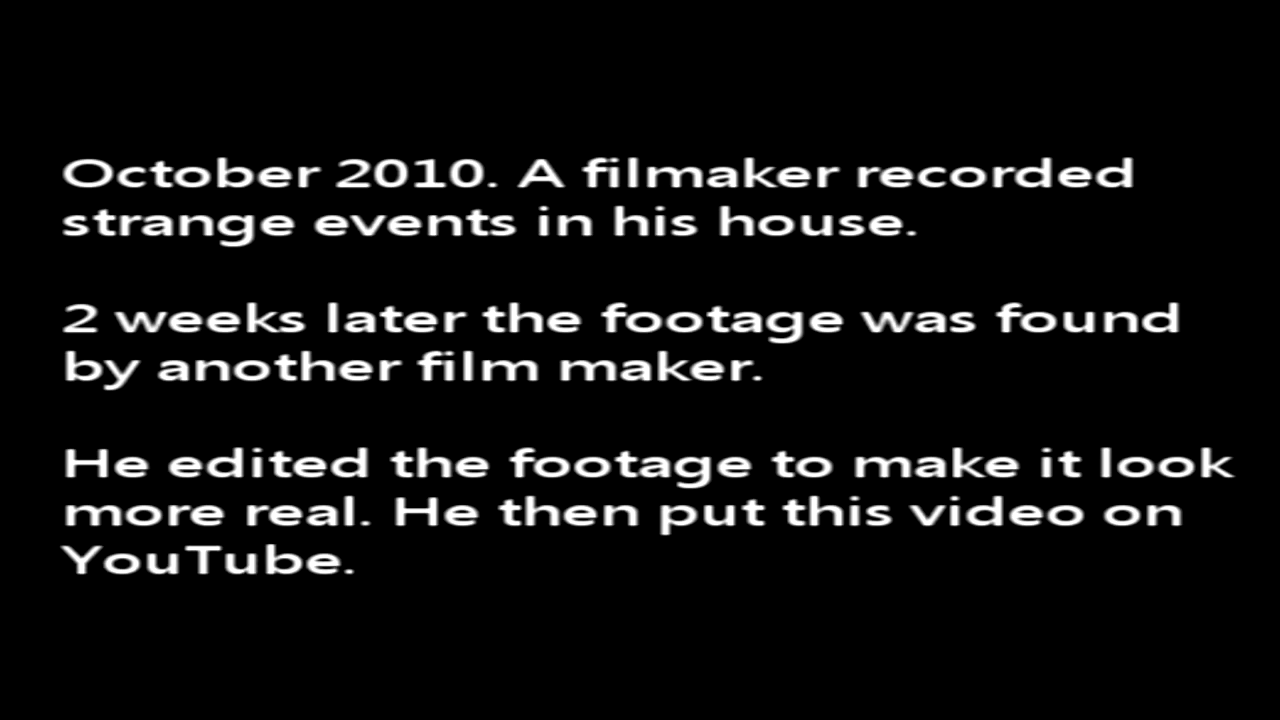 October 2010. A filmaker recorded
strange events in his house.
2 weeks later the footage was found
by another film maker.
He edited the footage to make it look
more real. He then put this video on
YouTube.